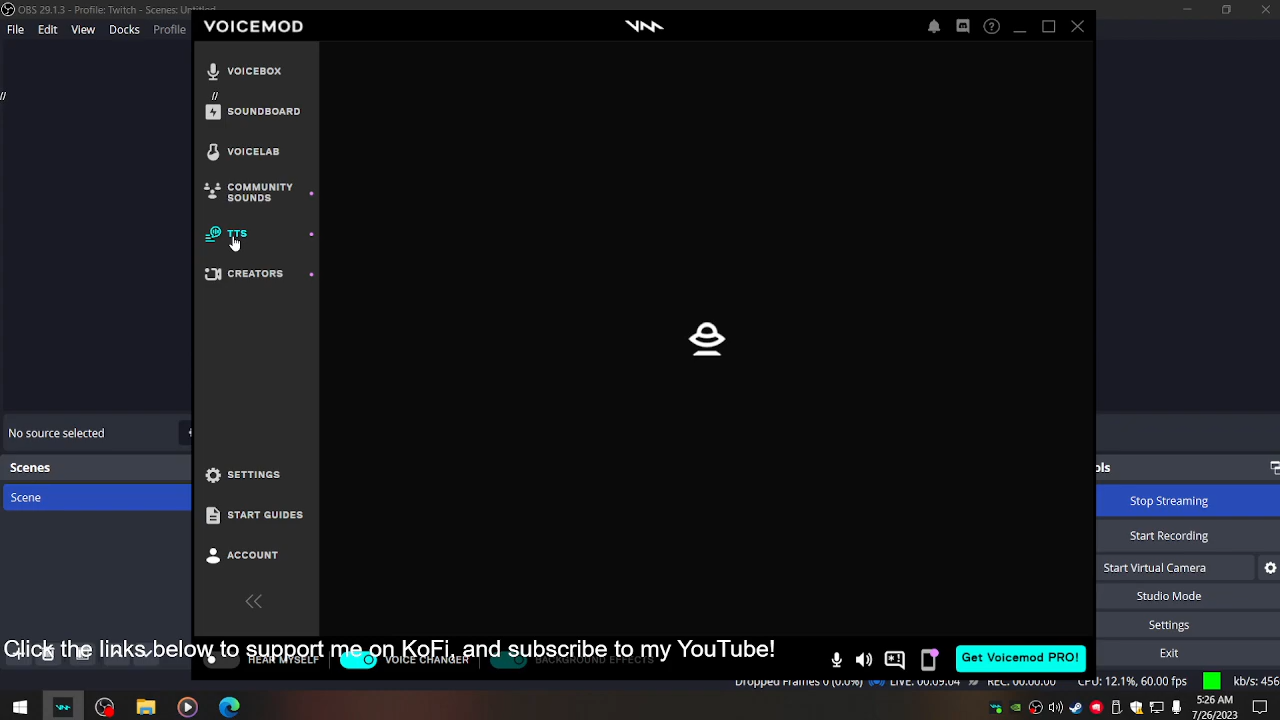 OBS 29.1.3 - Profile: Twitch - Scenes:
File Edit View Docks Profile
VOICEMOD
VOICEBOX
//
//
SOUNDBOARD
VOICELAB
COMMUNITY
SOUNDS
TTS
CREATORS
SETTINGS
START GUIDES
ACCOUNT
No source selected
Scenes
Scene
Stop Streaming
Start Recording
Start Virtual Camera
Studio Mode
Settings
Exit
Click the links below to support me on KoFi, and subscribe to my YouTube!
HEAR MYSELF VOICE CHANGER BACKGROUND EFFECTS
Get Voicemod PRO!
Dropped Frames 0 (0.0%) LIVE: 00:09:04 REC: 00:00:00 CPU: 12.1%, 60.00 fps kb/s: 456
5:26 AM
7/26/2023